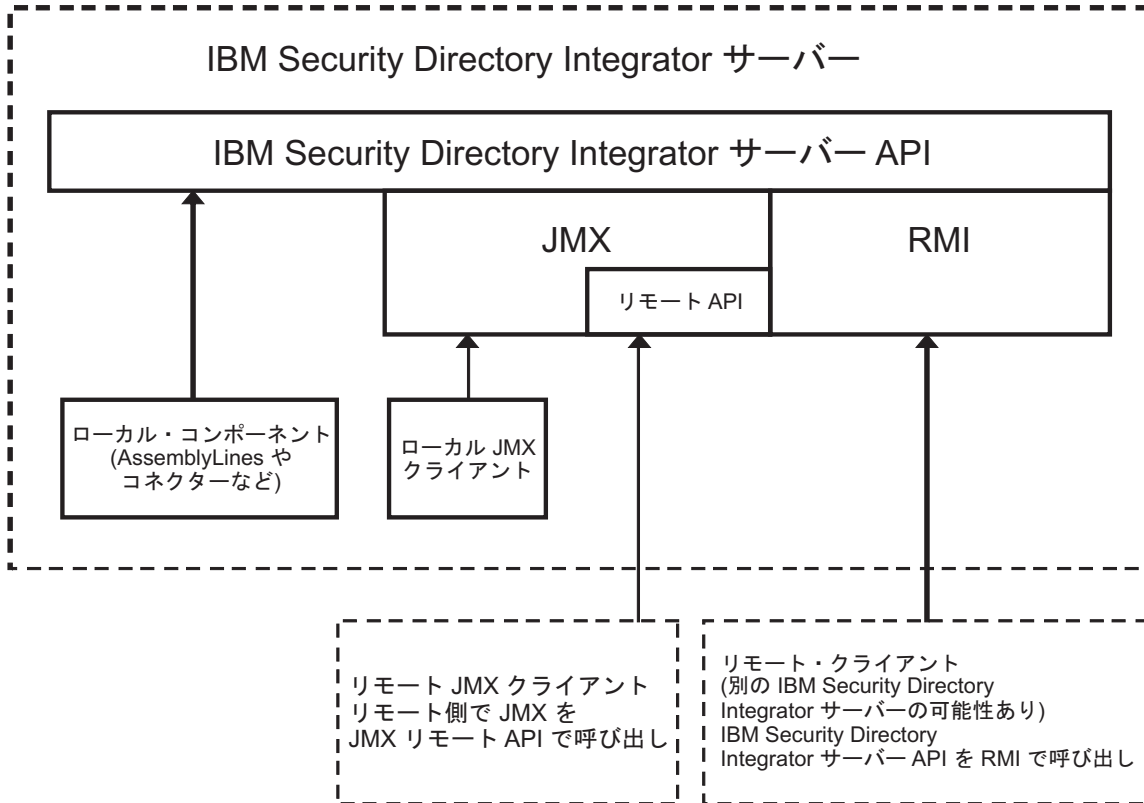 IBM Security Directory Integrator サーバー
IBM Security Directory Integrator サーバー API
JMX
RMI
リモート API
ローカル・コンポーネント
(AssemblyLines や
コネクターなど)
ローカル JMX
クライアント
リモート JMX クライアント
リモート側で JMX を
JMX リモート API で呼び出し
リモート・クライアント
(別の IBM Security Directory
Integrator サーバーの可能性あり)
IBM Security Directory
Integrator サーバー API を RMI で呼び出し